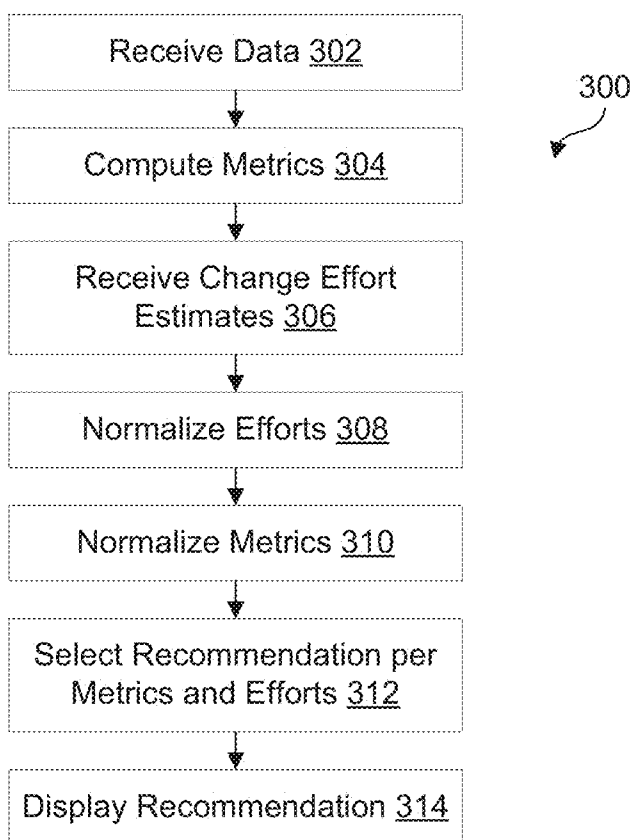 Receive Data 302
300
Compute Metrics 304
Receive Change Effort
Estimates 306
Normalize Efforts 308
Normalize Metrics 310
Select Recommendation per
Metrics and Efforts 312
Display Recommendation 314